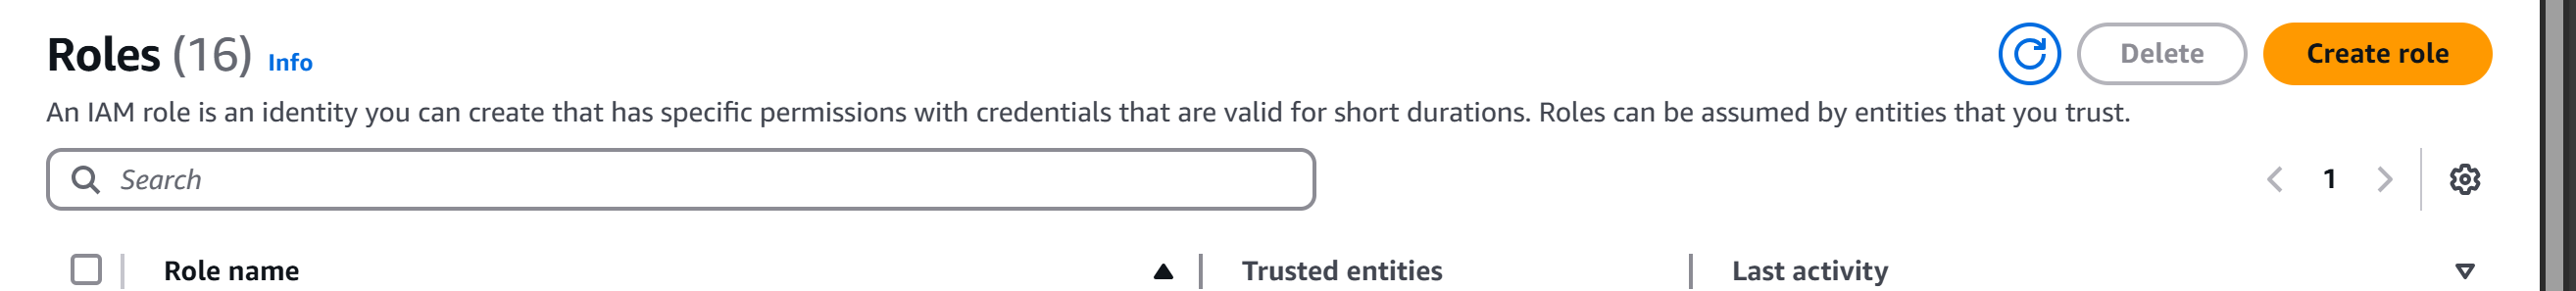 Roles (16) Info
Delete
Create role
An IAM role is an identity you can create that has specific permissions with credentials that are valid for short durations. Roles can be assumed by entities that you trust.
Search
1
Role name
Trusted entities
Last activity